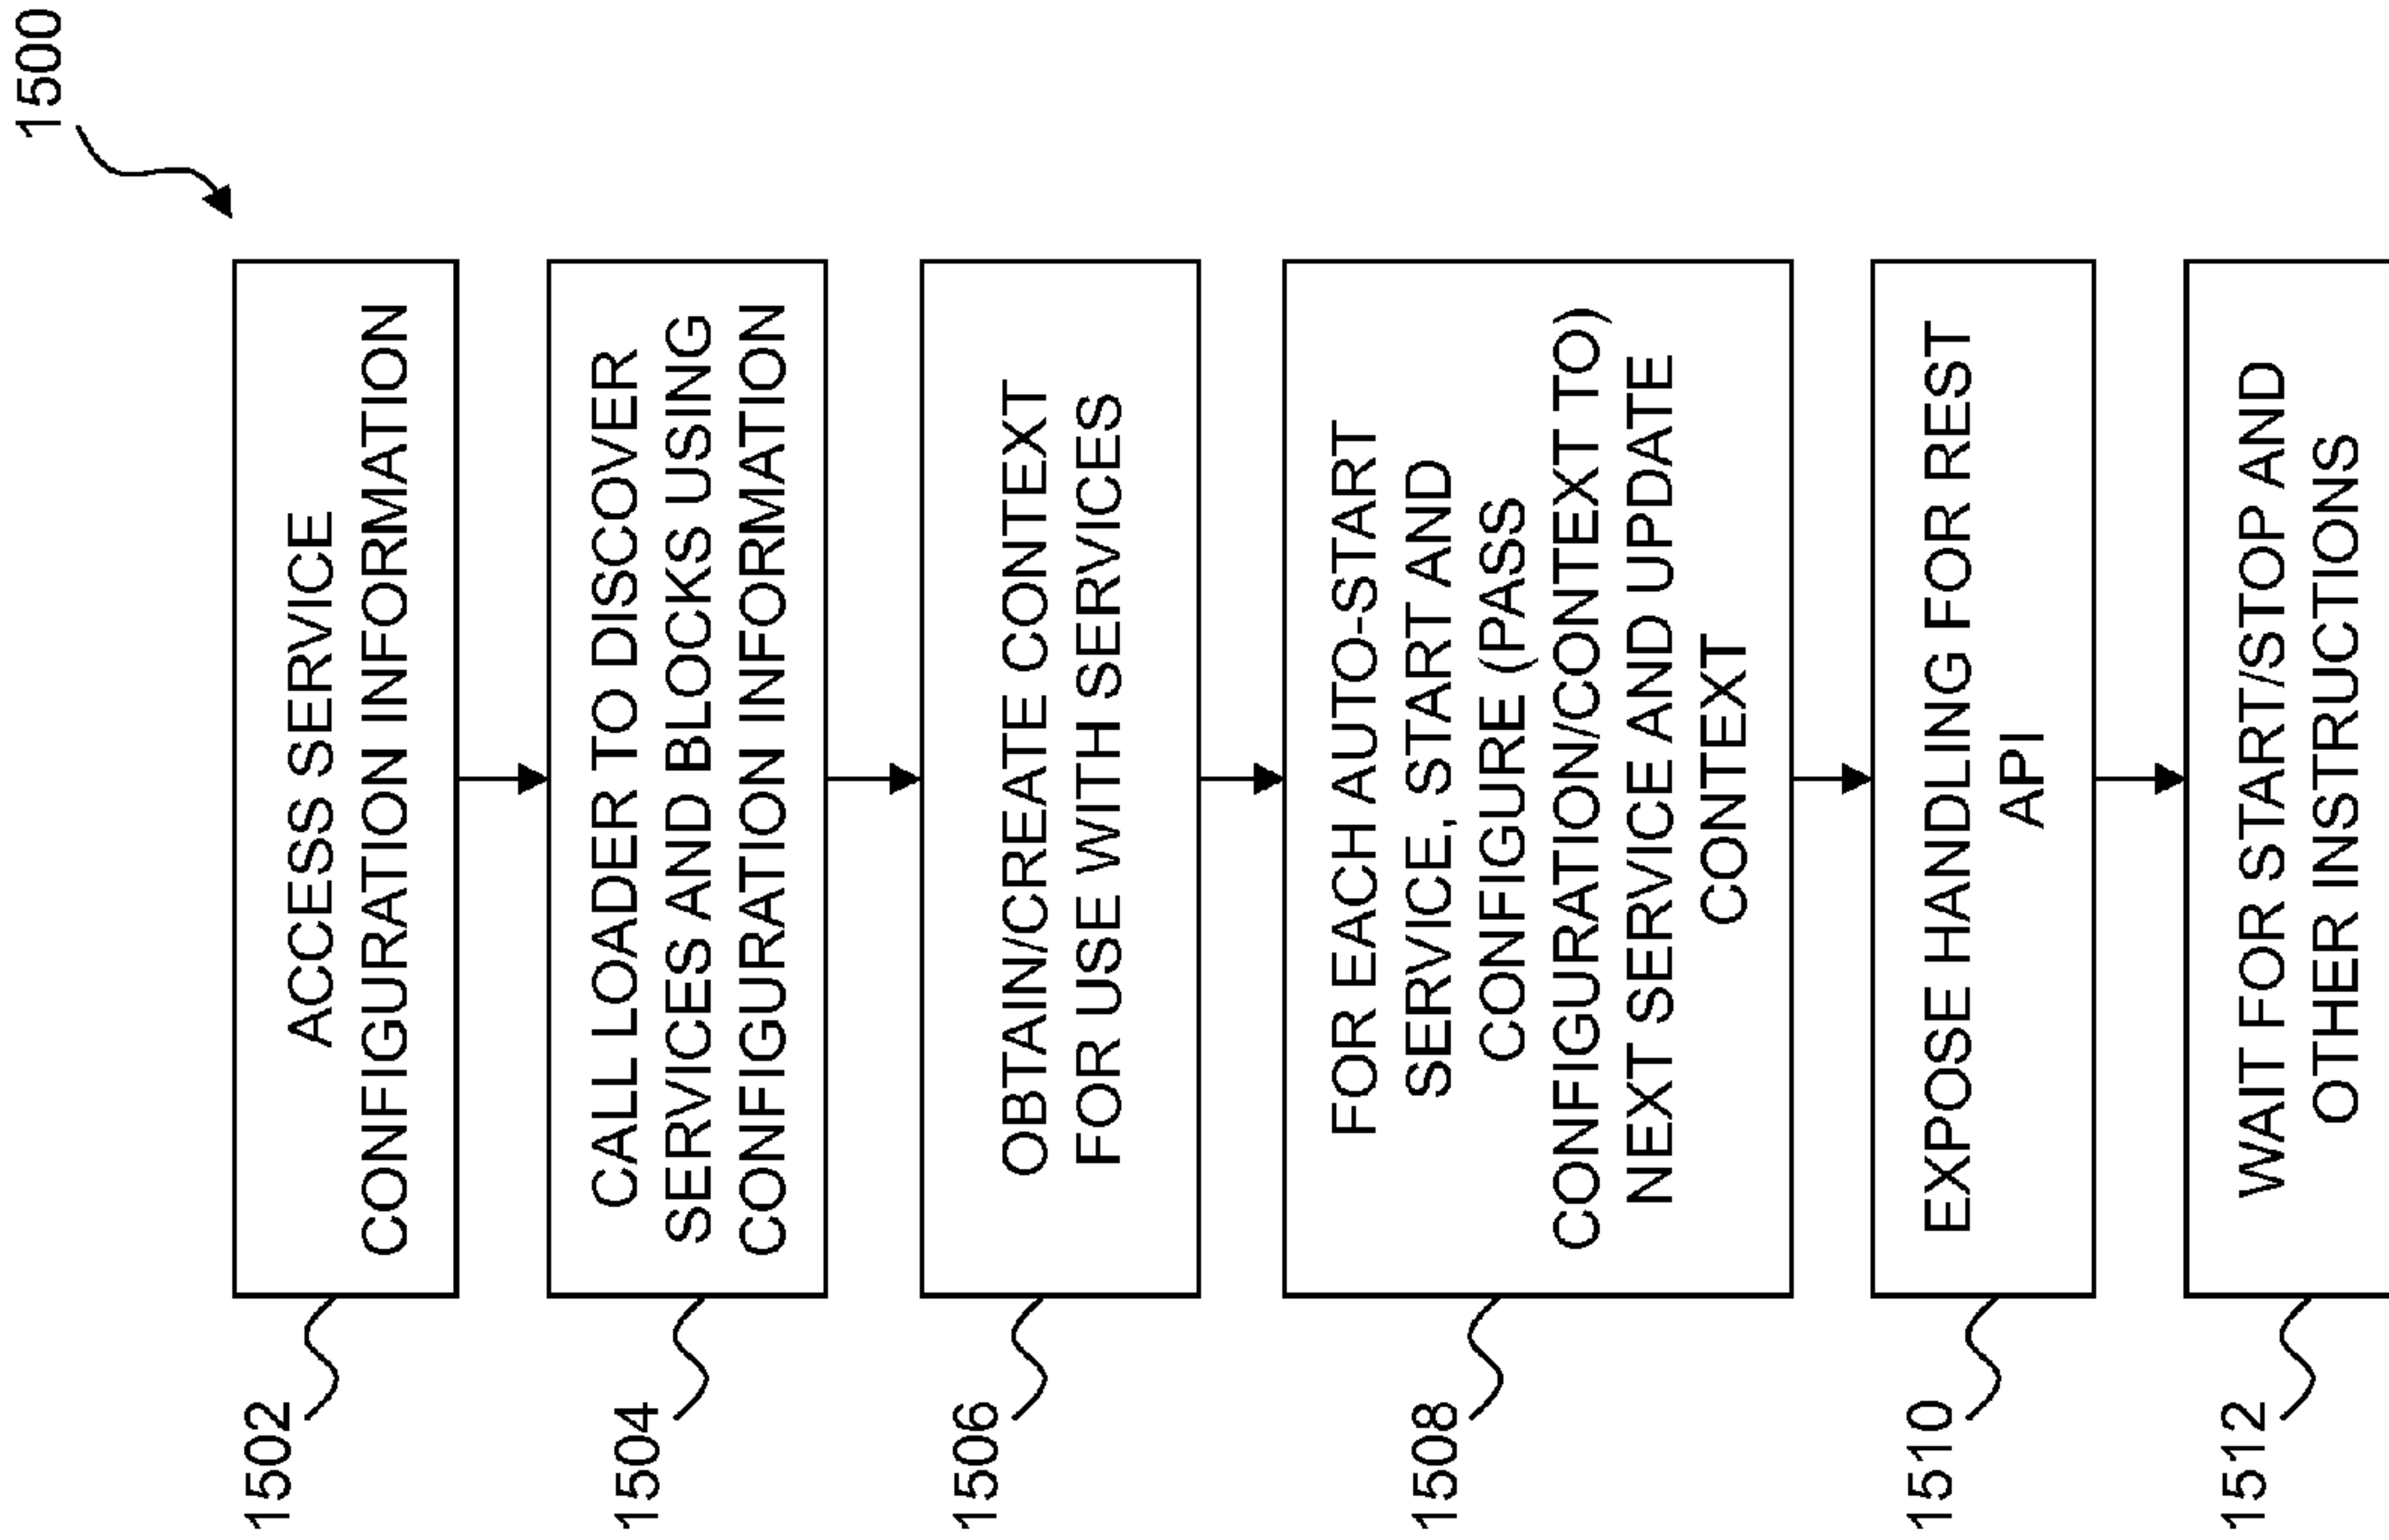 1500
1502
ACCESS SERVICE
CONFIGURATION INFORMATION
1504
CALL LOADER TO DISCOVER
SERVICES AND BLOCKS USING
CONFIGURATION INFORMATION
1506
OBTAIN/CREATE CONTEXT
FOR USE WITH SERVICES
1508
FOR EACH AUTO-START
SERVICE, START AND
CONFIGURE (PASS
CONFIGURATION/CONTEXT TO)
NEXT SERVICE AND UPDATE
CONTEXT
1510
EXPOSE HANDLING FOR REST
API
1512
WAIT FOR START/STOP AND
OTHER INSTRUCTIONS